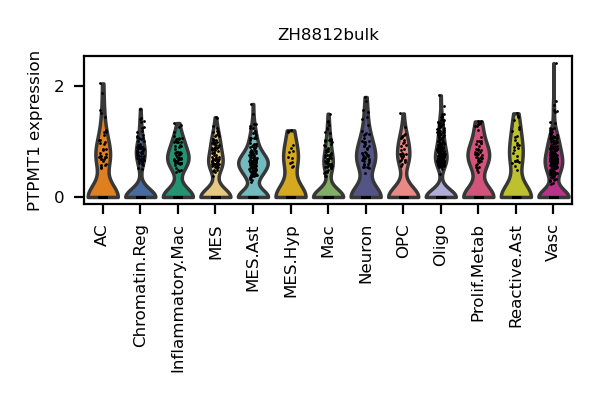 ZH8812bulk
PTPMT1 expression
2
0
AC
Chromatin.Reg
Inflammatory.Mac
MES
MES.Ast
MES.Hyp
Mac
Neuron
OPC
Oligo
Prolif.Metab
Reactive.Ast
Vasc